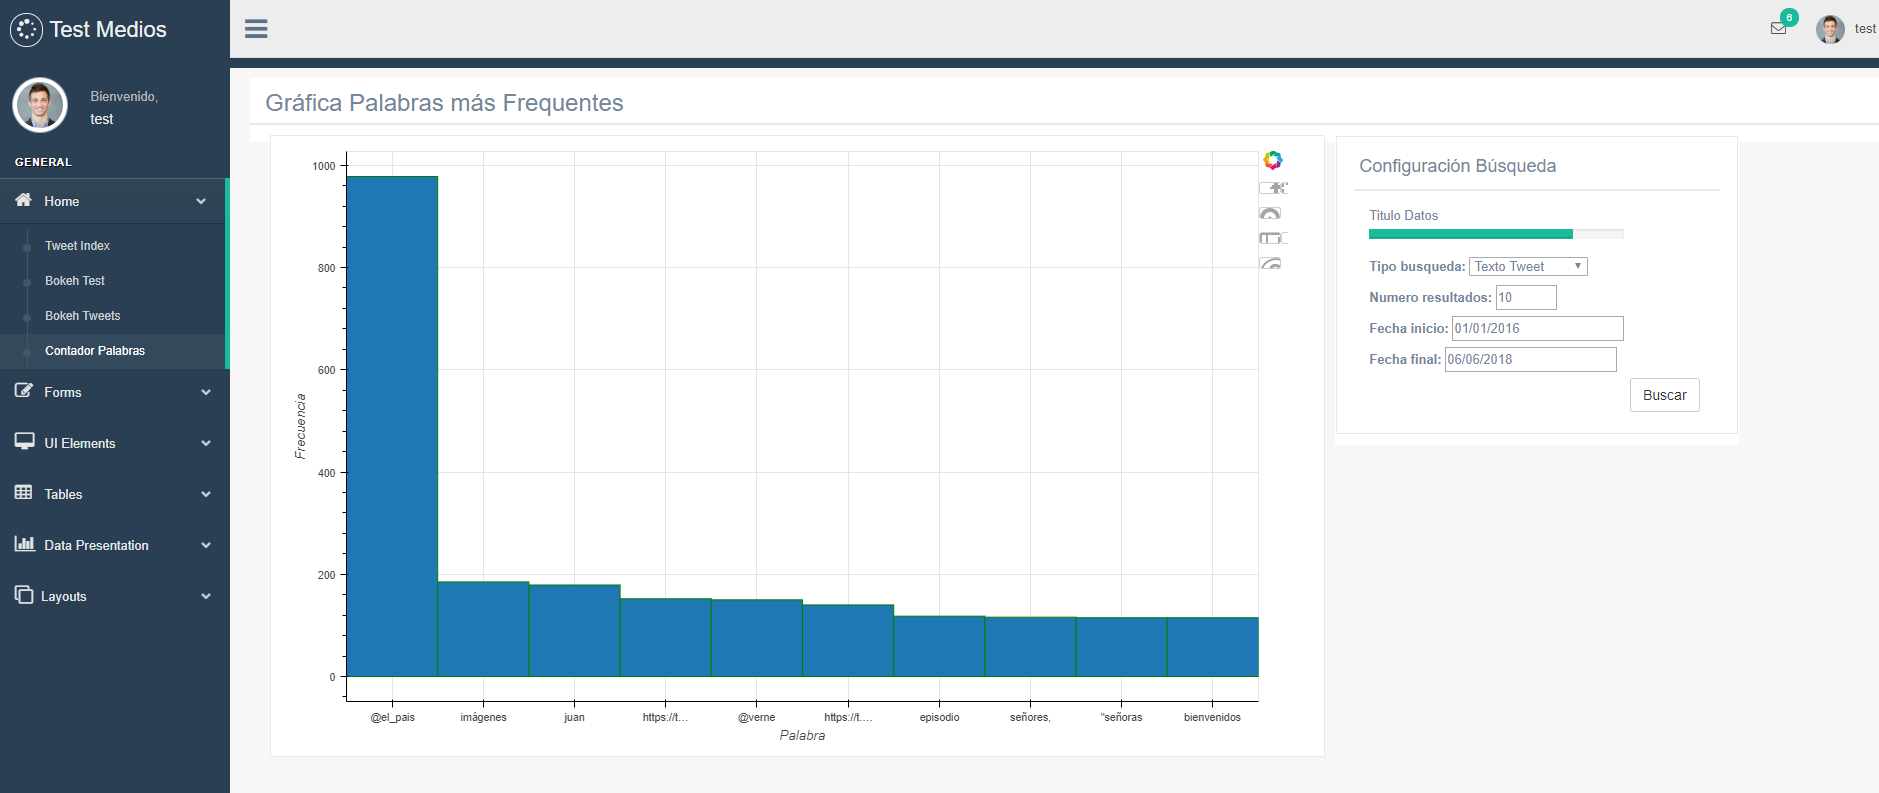 Test Medios
6
test
Bienvenido,
test
GENERAL
Home
Tweet Index
Bokeh Test
Bokeh Tweets
Contador Palabras
Forms
UI Elements
Tables
Data Presentation
Layouts
Gráfica Palabras más Frequentes
1000
800
600
400
200
0
Frecuencia
@el_pais imágenes juan https://t... @verne https://t.... episodio señores, "señoras bienvenidos
Palabra
Configuración Búsqueda
Titulo Datos
Tipo busqueda: Texto Tweet
Numero resultados: 10
Fecha inicio: 01/01/2016
Fecha final: 06/06/2018
Buscar